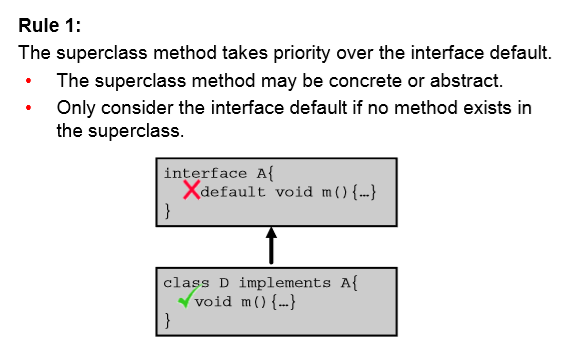 Rule 1:
The superclass method takes priority over the interface default.
• The superclass method may be concrete or abstract.
• Only consider the interface default if no method exists in
the superclass.
interface A{
default void m(){…}
}
class D implements A{
void m(){…}
}